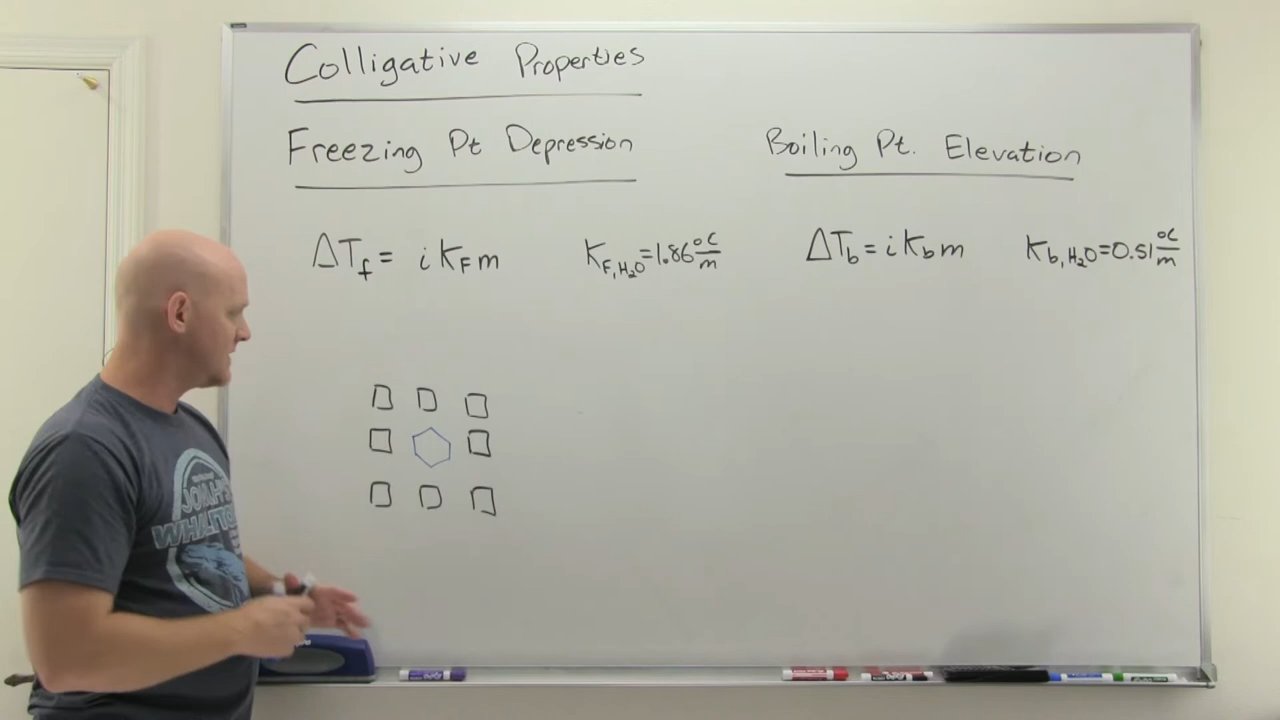 Colligative Properties
Freezing Pt Depression
Boiling Pt. Elevation
ΔT_f = i K_F m
K_F,H₂O = 1.86 °C/m
ΔT_b = i K_b m
K_b,H₂O = 0.51 °C/m
JONAH'S